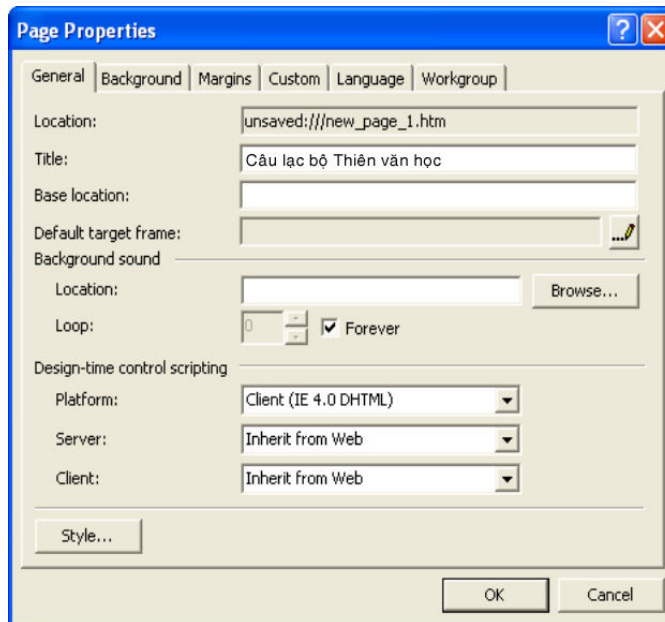 Page Properties
General Background Margins Custom Language Workgroup
Location: unsaved:///new_page_1.htm
Title: Câu lạc bộ Thiên văn học
Base location:
Default target frame:
Background sound
Location: Browse...
Loop: 0 Forever
Design-time control scripting
Platform: Client (IE 4.0 DHTML)
Server: Inherit from Web
Client: Inherit from Web
Style...
OK Cancel